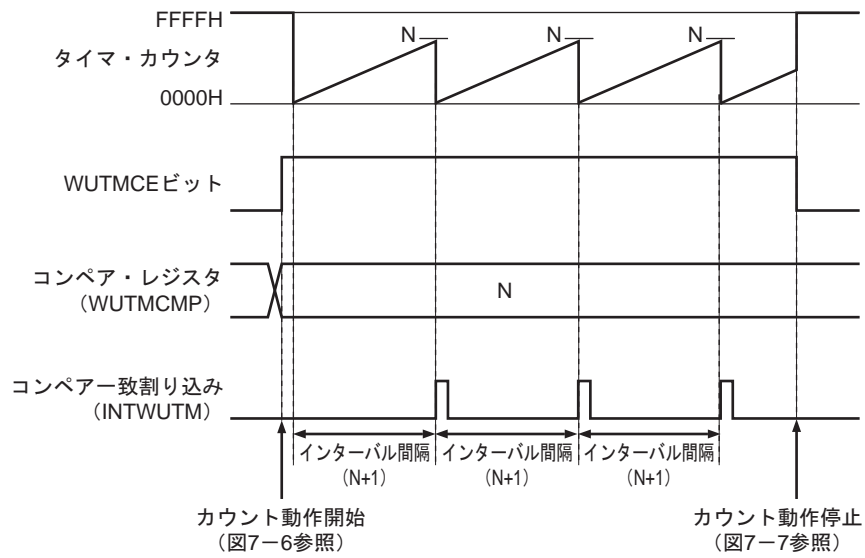 FFFFH
タイマ・カウンタ
0000H
N N N
WUTMCEビット
コンペア・レジスタ
（WUTMCMP）
N
コンペア一致割り込み
（INTWUTM）
インターバル間隔 インターバル間隔 インターバル間隔
（N+1） （N+1） （N+1）
カウント動作開始
（図7－6参照）
カウント動作停止
（図7－7参照）